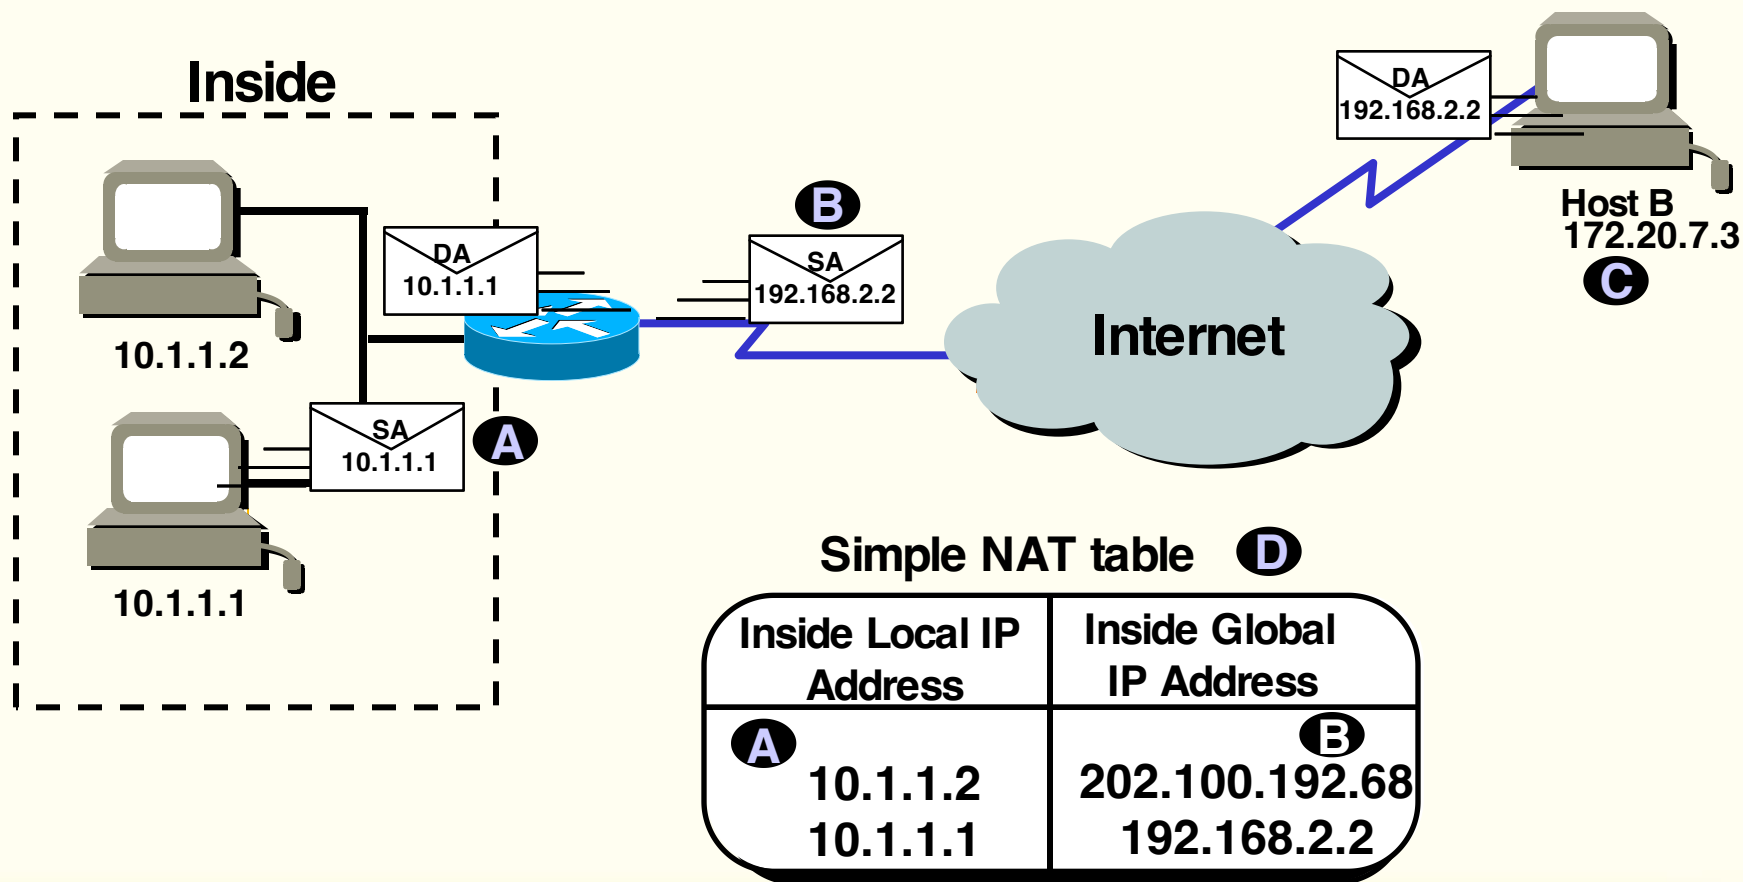 Inside
DA
192.168.2.2
Host B
172.20.7.3
C
B
SA
192.168.2.2
DA
10.1.1.1
Internet
10.1.1.2
SA
10.1.1.1
A
10.1.1.1
Simple NAT table D
Inside Local IP Address
Inside Global IP Address
A
B
10.1.1.2 202.100.192.68
10.1.1.1 192.168.2.2